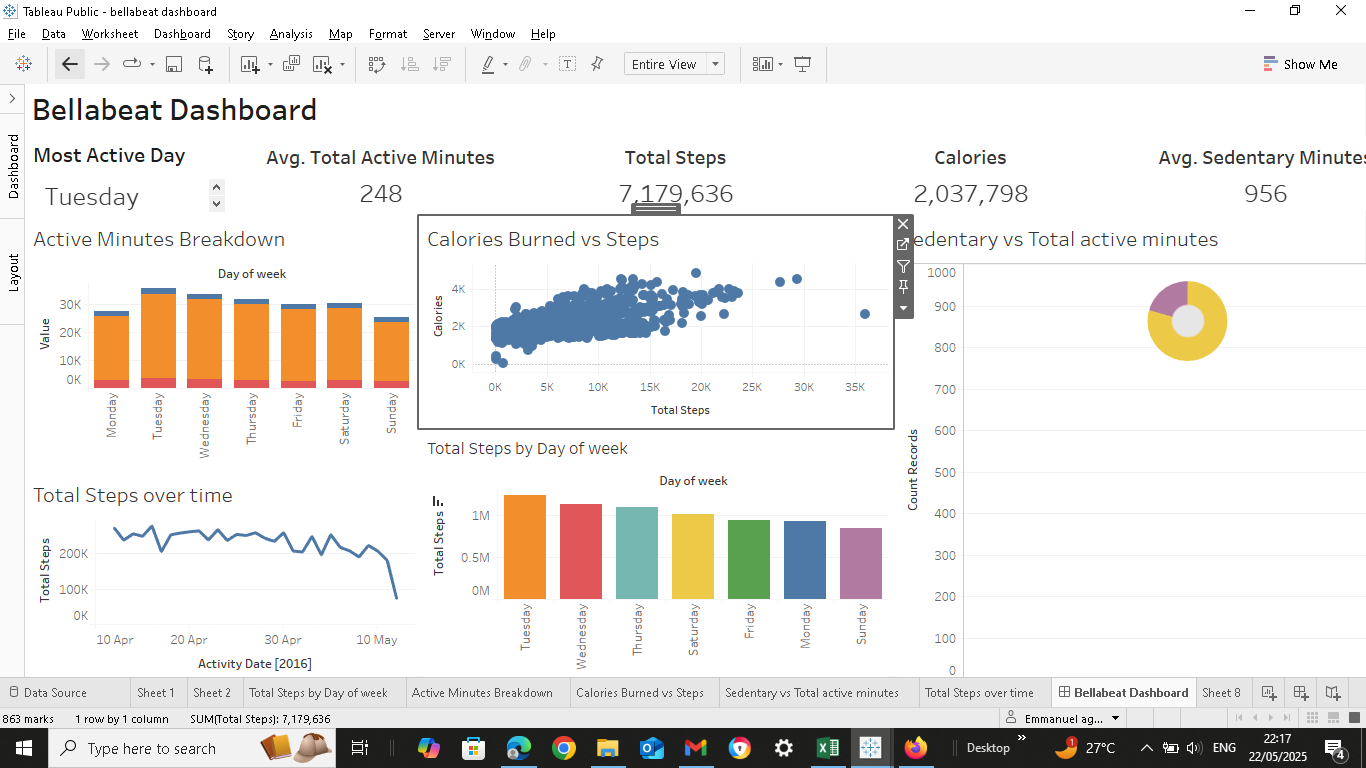 Tableau Public - bellabeat dashboard
File Data Worksheet Dashboard Story Analysis Map Format Server Window Help
Entire View
Show Me
Dashboard
Layout
Bellabeat Dashboard
Most Active Day
Tuesday
Avg. Total Active Minutes
248
Total Steps
7,179,636
Calories
2,037,798
Avg. Sedentary Minutes
956
Active Minutes Breakdown
Day of week
Value
30K
20K
10K
0K
Monday
Tuesday
Wednesday
Thursday
Friday
Saturday
Sunday
Calories Burned vs Steps
Calories
4K
2K
0K
0K 5K 10K 15K 20K 25K 30K 35K
Total Steps
edentary vs Total active minutes
Count Records
1000
900
800
700
600
500
400
300
200
100
0
Total Steps over time
Total Steps
200K
100K
0K
10 Apr 20 Apr 30 Apr 10 May
Activity Date [2016]
Total Steps by Day of week
Day of week
Total Steps
1M
0.5M
0M
Tuesday
Wednesday
Thursday
Saturday
Friday
Monday
Sunday
Data Source Sheet 1 Sheet 2 Total Steps by Day of week Active Minutes Breakdown Calories Burned vs Steps Sedentary vs Total active minutes Total Steps over time Bellabeat Dashboard Sheet 8
863 marks 1 row by 1 column SUM(Total Steps): 7,179,636 Emmanuel ag...
Type here to search
Desktop
1
27°C
ENG
22:17
22/05/2025
4